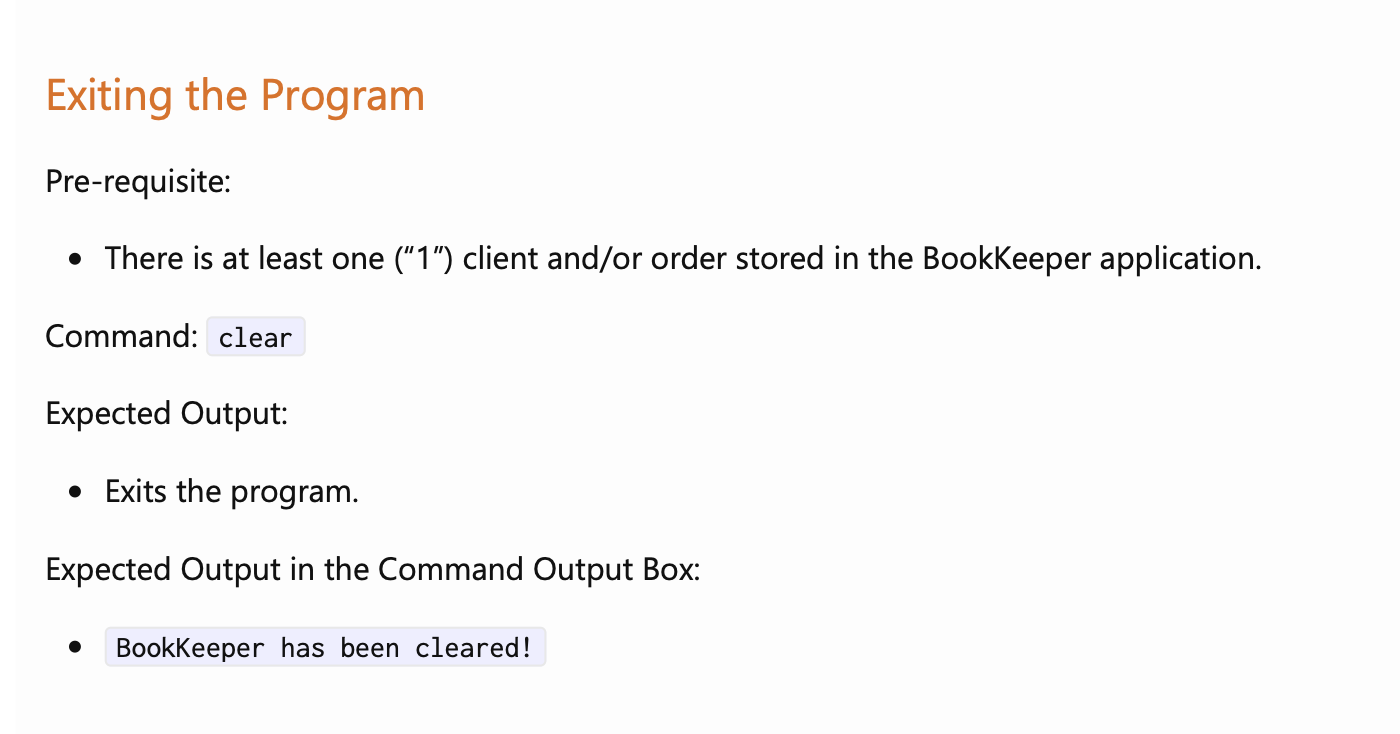 Exiting the Program
Pre-requisite:
• There is at least one (“1”) client and/or order stored in the BookKeeper application.
Command: clear
Expected Output:
• Exits the program.
Expected Output in the Command Output Box:
• BookKeeper has been cleared!